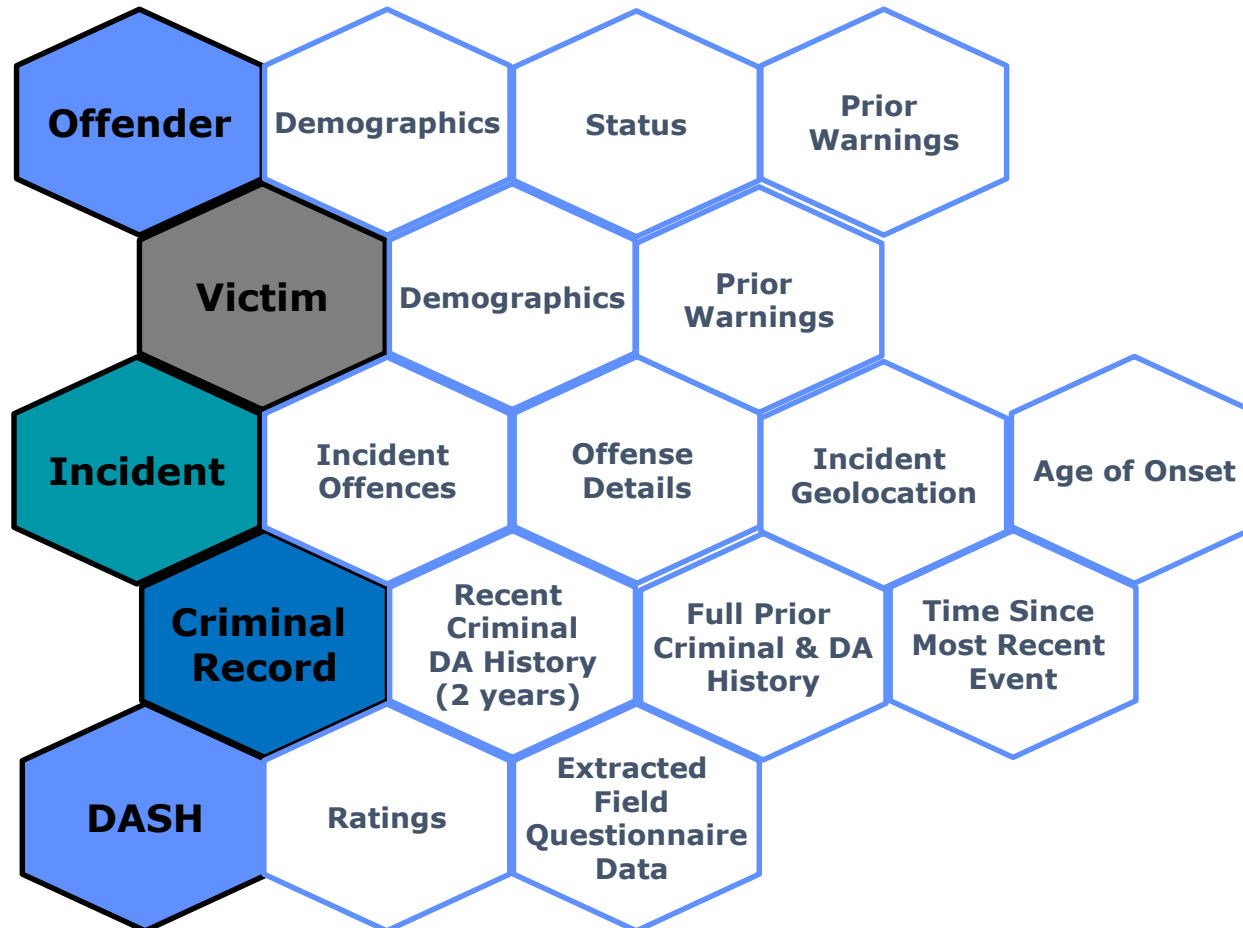 Offender
Demographics
Status
Prior
Warnings
Victim
Demographics
Prior
Warnings
Incident
Incident
Offences
Offense
Details
Incident
Geolocation
Age of Onset
Criminal
Record
Recent
Criminal
DA History
(2 years)
Full Prior
Criminal & DA
History
Time Since
Most Recent
Event
DASH
Ratings
Extracted
Field
Questionnaire
Data